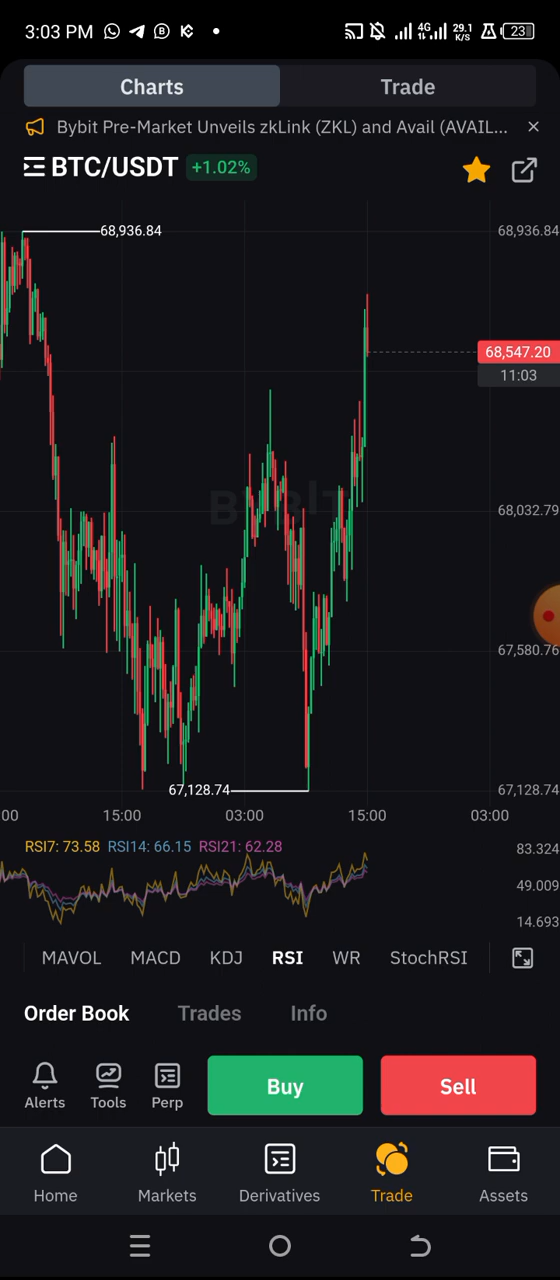 3:03 PM 4G 29.1 K/S 23
Charts Trade
Bybit Pre-Market Unveils zkLink (ZKL) and Avail (AVAIL...
BTC/USDT +1.02%
68,936.84 68,936.84
68,547.20
11:03
BYBIT
68,032.79
67,580.76
67,128.74 67,128.74
:00 15:00 03:00 15:00 03:00
RSI7: 73.58 RSI14: 66.15 RSI21: 62.28
83.324
49.009
14.693
MAVOL MACD KDJ RSI WR StochRSI
Order Book Trades Info
Alerts Tools Perp Buy Sell
Home Markets Derivatives Trade Assets